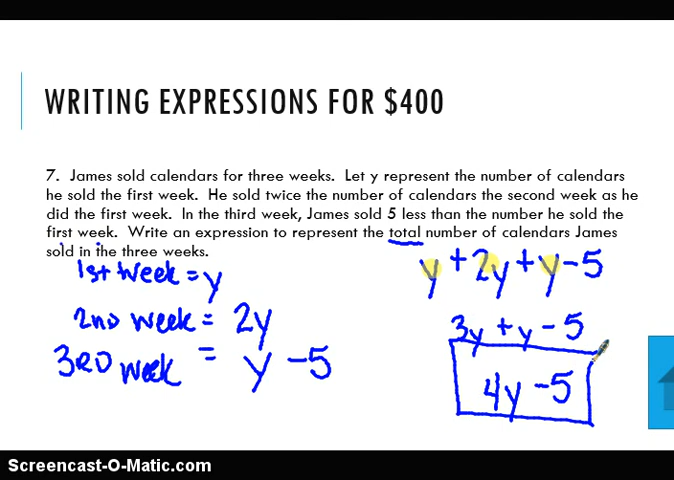 WRITING EXPRESSIONS FOR $400
7. James sold calendars for three weeks. Let y represent the number of calendars
he sold the first week. He sold twice the number of calendars the second week as he
did the first week. In the third week, James sold 5 less than the number he sold the
first week. Write an expression to represent the total number of calendars James
sold in the three weeks.
1st week = y
2nd week = 2y
3RD week = y - 5
y + 2y + y - 5
3y + y - 5
4y - 5
Screencast-O-Matic.com